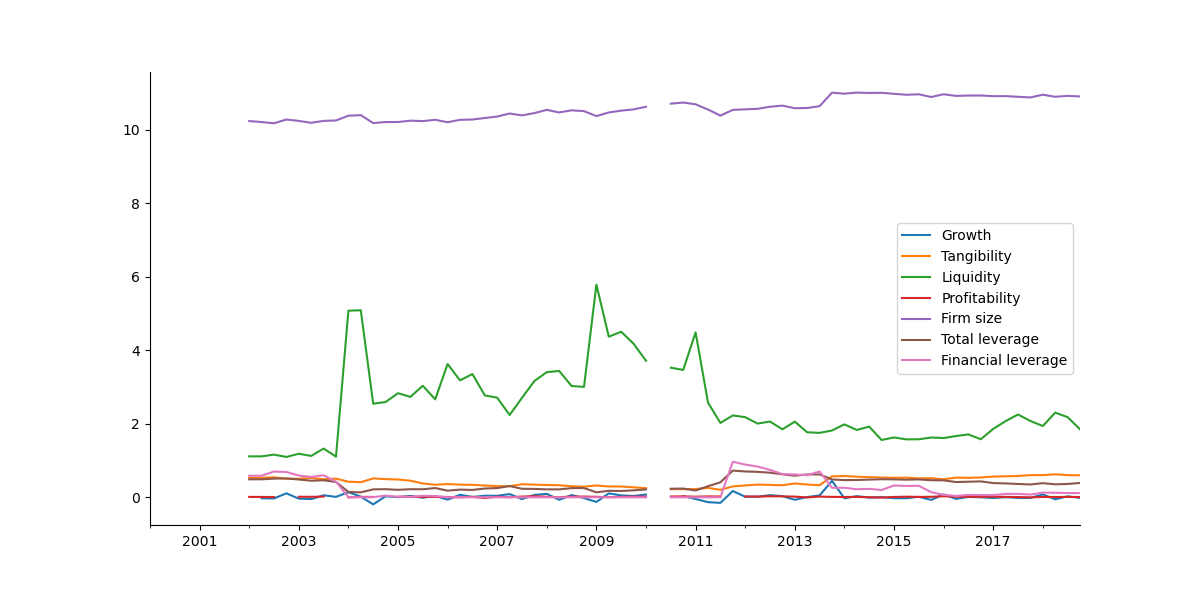 10
8
6
4
2
0
Growth
Tangibility
Liquidity
Profitability
Firm size
Total leverage
Financial leverage
2001 2003 2005 2007 2009 2011 2013 2015 2017